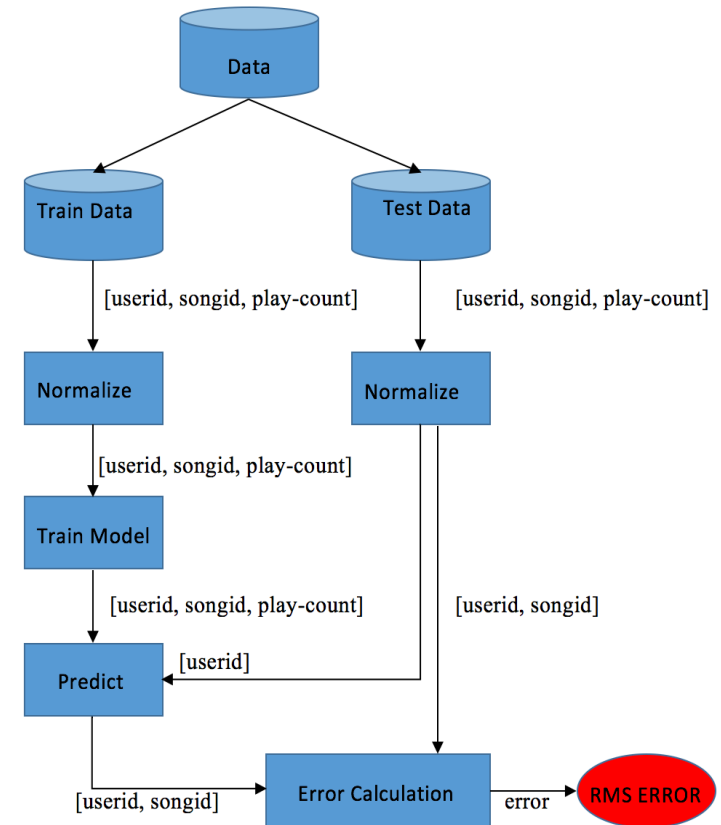 Data
Train Data
Test Data
[userid, songid, play-count]
[userid, songid, play-count]
Normalize
Normalize
[userid, songid, play-count]
Train Model
[userid, songid, play-count]
[userid, songid]
[userid]
Predict
Error Calculation
RMS ERROR
[userid, songid]
error